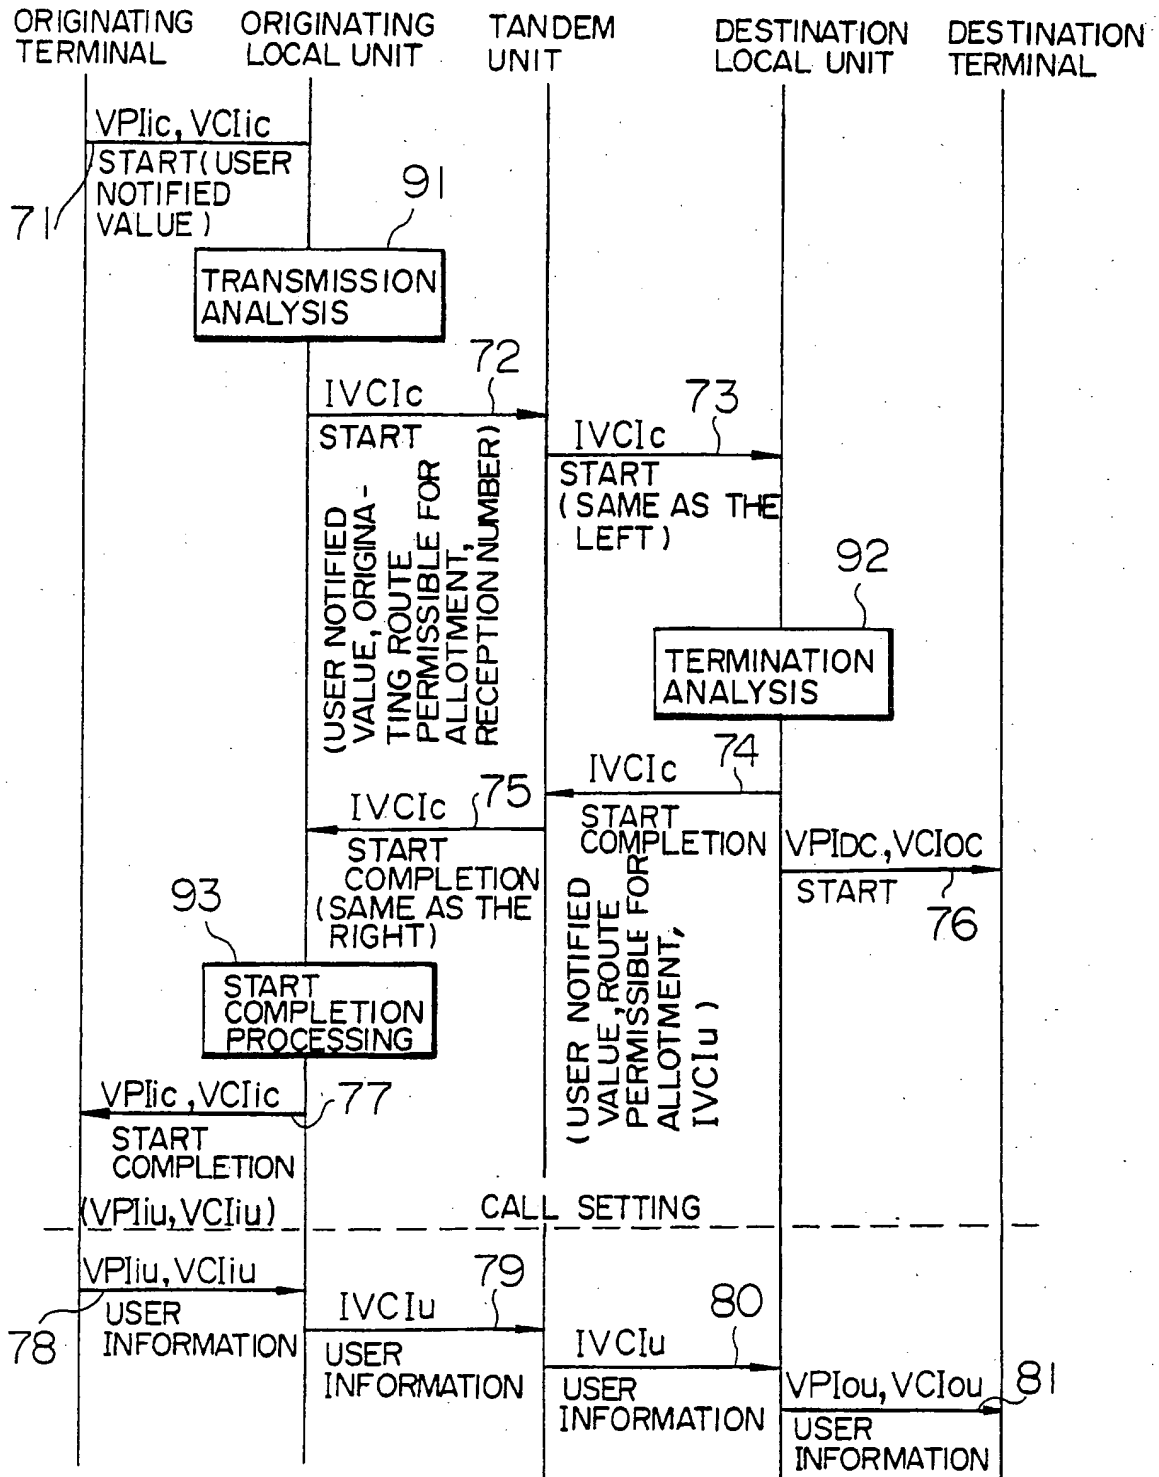 ORIGINATING
TERMINAL
ORIGINATING
LOCAL UNIT
TANDEM
UNIT
DESTINATION
LOCAL UNIT
DESTINATION
TERMINAL
VPIic, VCIic
START(USER
NOTIFIED
VALUE)
71
91
TRANSMISSION
ANALYSIS
IVCIc
72
START
(USER NOTIFIED
VALUE, ORIGINA-
TING ROUTE
PERMISSIBLE FOR
ALLOTMENT,
RECEPTION NUMBER)
IVCIc
73
START
(SAME AS THE
LEFT)
92
TERMINATION
ANALYSIS
IVCIc
74
START
COMPLETION
(USER NOTIFIED
VALUE, ROUTE
PERMISSIBLE FOR
ALLOTMENT,
IVCIu)
IVCIc
75
START
COMPLETION
(SAME AS THE
RIGHT)
VPIDC, VCIOC
START
76
93
START
COMPLETION
PROCESSING
VPIic, VCIic
77
START
COMPLETION
(VPIiu, VCIiu)
CALL SETTING
VPIiu, VCIiu
78
USER
INFORMATION
IVCIu
79
USER
INFORMATION
IVCIu
80
USER
INFORMATION
VPIou, VCIou
81
USER
INFORMATION